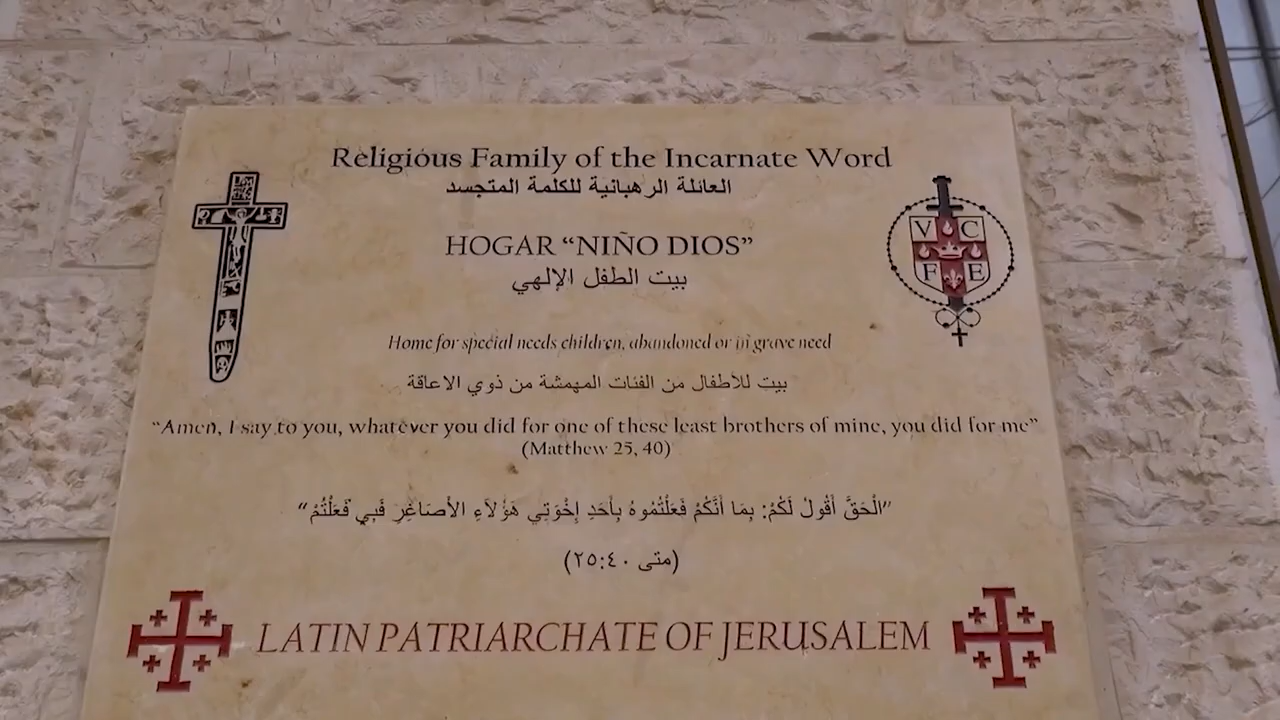 Religious Family of the Incarnate Word
العائلة الرهبانية للكلمة المتجسد
HOGAR “NIÑO DIOS”
بيت الطفل الإلهي
V C
F E
Home for special needs children, abandoned or in grave need
بيت للأطفال من الفئات المهمشة من ذوي الاعاقة
“Amen, I say to you, whatever you did for one of these least brothers of mine, you did for me”
(Matthew 25, 40)
”الْحَقَّ أَقُولُ لَكُمْ: بِمَا أَنَّكُمْ فَعَلْتُمُوهُ بِأَحَدِ إِخْوَتِي هَؤُلاَءِ الأَصَاغِرِ فَبِي فَعَلْتُمْ“
(متى ٢٥:٤٠)
LATIN PATRIARCHATE OF JERUSALEM